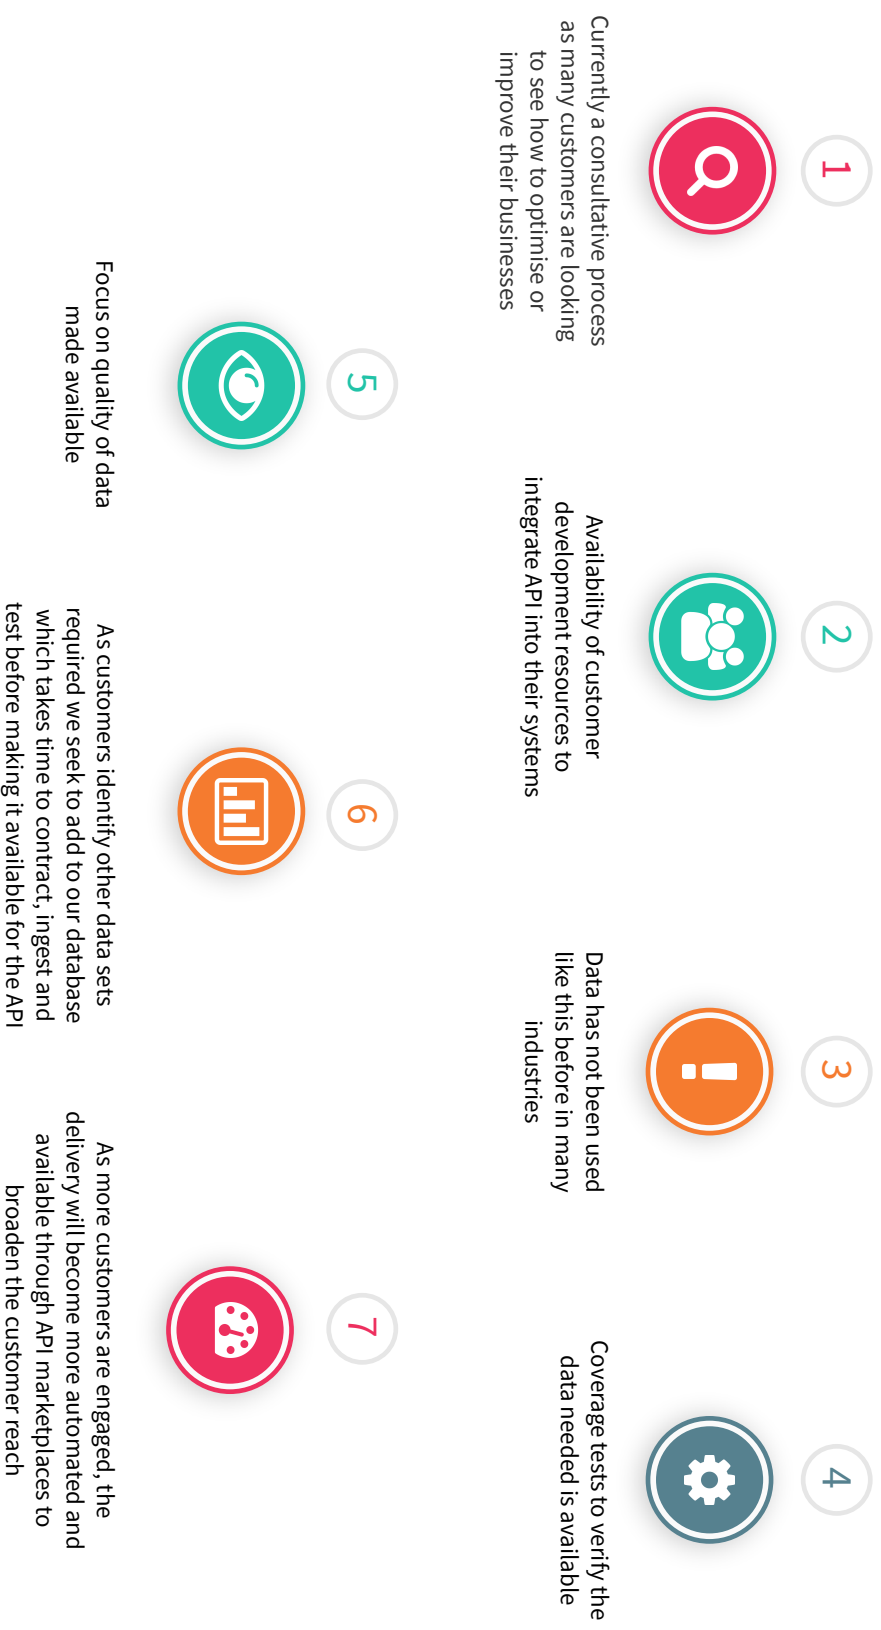 1
Currently a consultative process
as many customers are looking
to see how to optimise or
improve their businesses
2
Availability of customer
development resources to
integrate API into their systems
3
Data has not been used
like this before in many
industries
4
Coverage tests to verify the
data needed is available
5
Focus on quality of data
made available
6
As customers identify other data sets
required we seek to add to our database
which takes time to contract, ingest and
test before making it available for the API
7
As more customers are engaged, the
delivery will become more automated and
available through API marketplaces to
broaden the customer reach